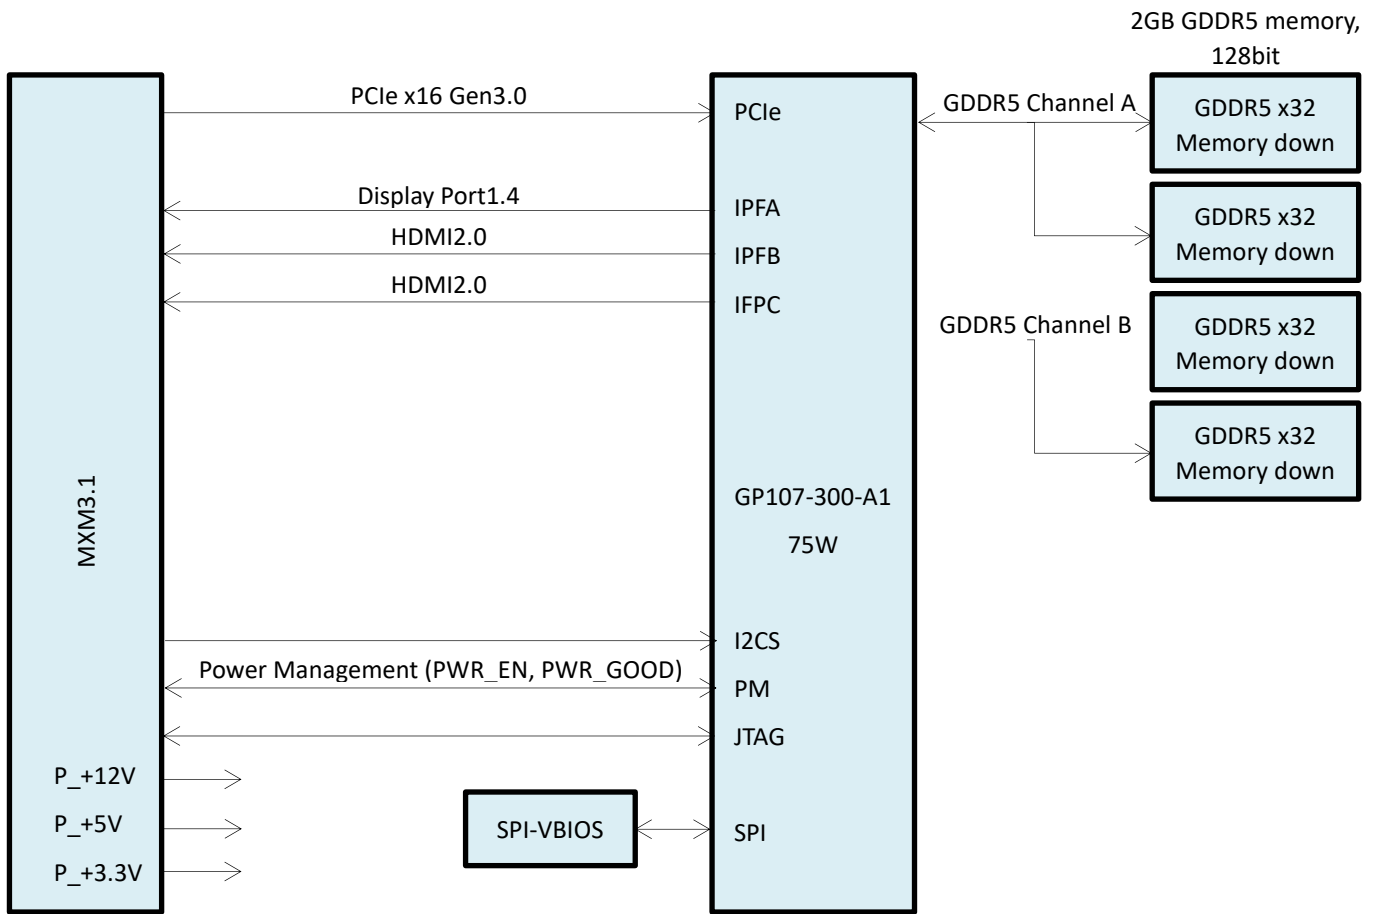 2GB GDDR5 memory,
128bit
PCIe x16 Gen3.0
PCIe
GDDR5 Channel A
GDDR5 x32
Memory down
Display Port1.4
IPFA
GDDR5 x32
Memory down
HDMI2.0
IPFB
HDMI2.0
IFPC
GDDR5 Channel B
GDDR5 x32
Memory down
GDDR5 x32
Memory down
MXM3.1
GP107-300-A1
75W
I2CS
Power Management (PWR_EN, PWR_GOOD)
PM
JTAG
P_+12V
P_+5V
SPI-VBIOS
SPI
P_+3.3V